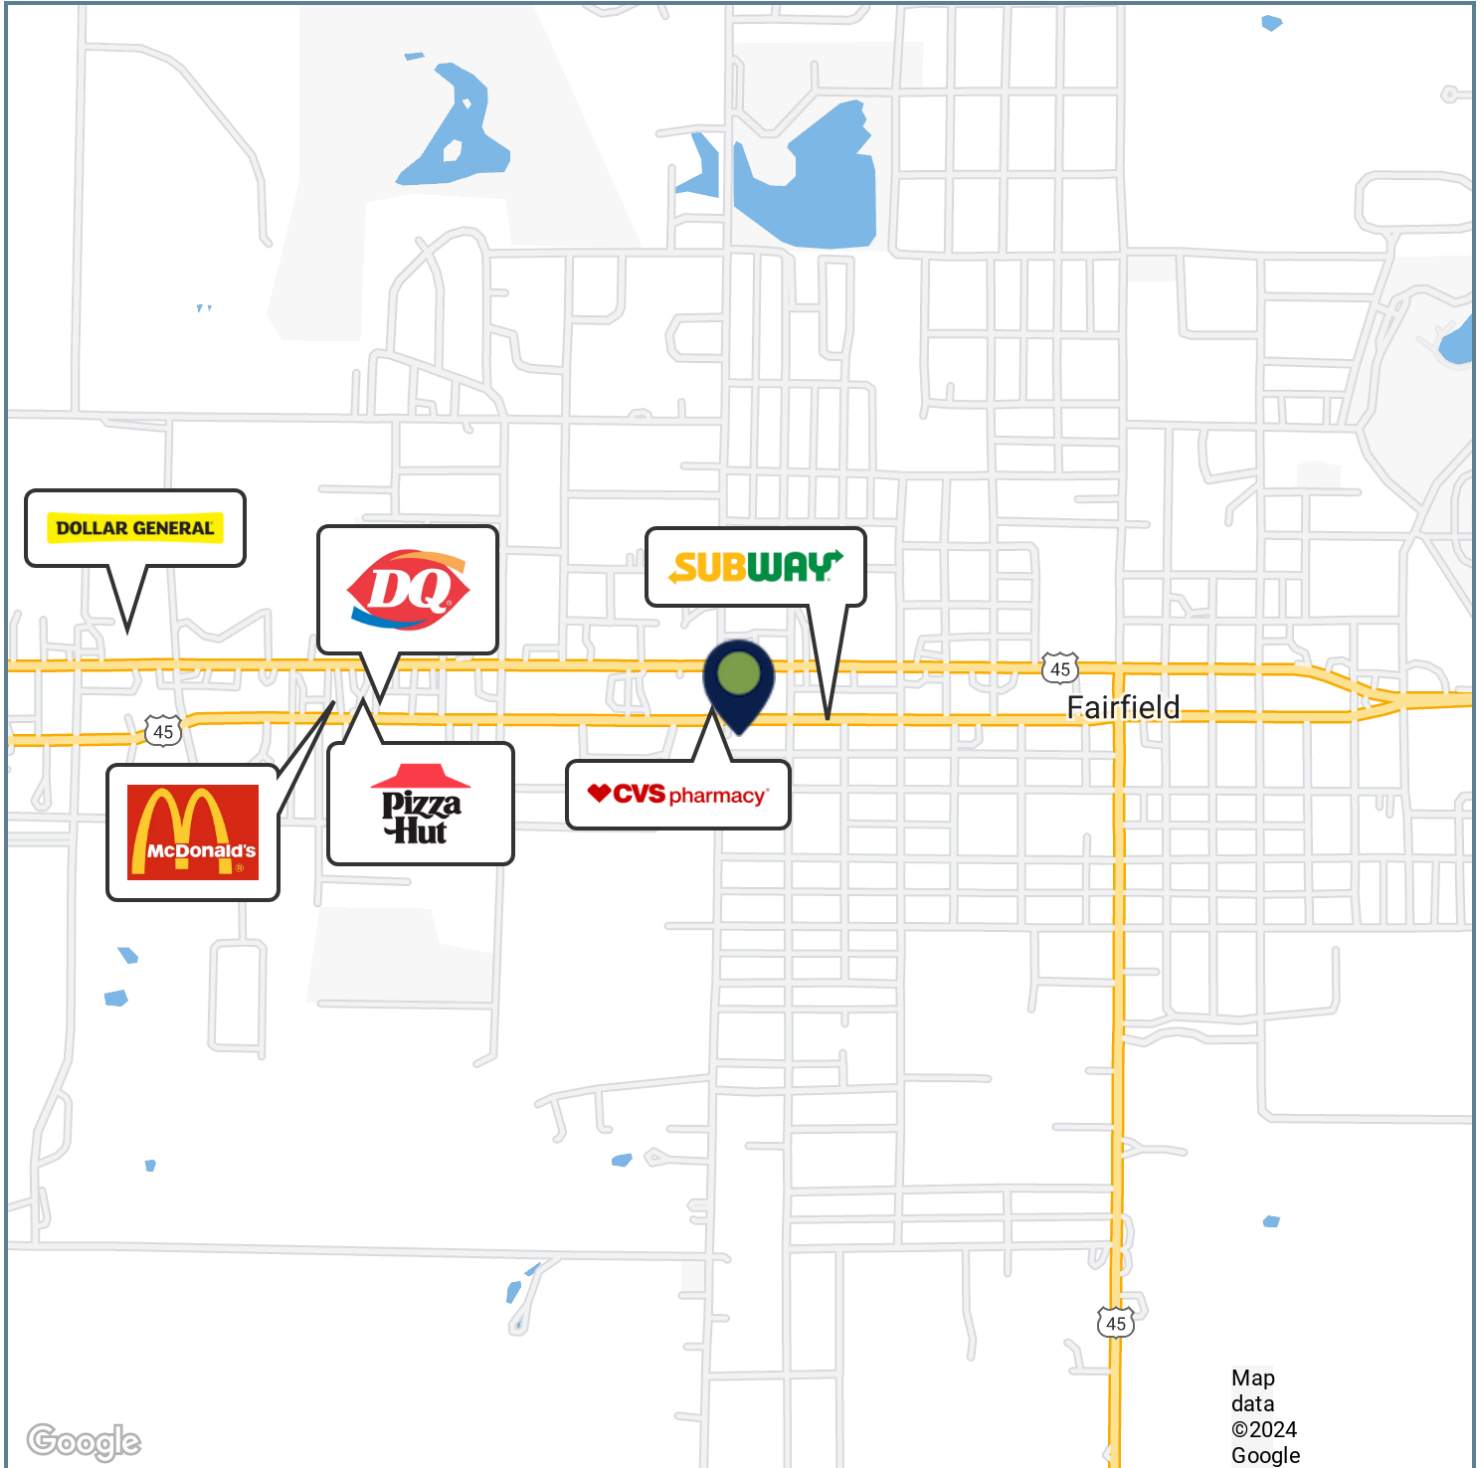 DOLLAR GENERAL
DQ
SUBWAY
45
Fairfield
45
McDonald's
Pizza
Hut
CVS pharmacy
45
Map
data
©2024
Google
Google